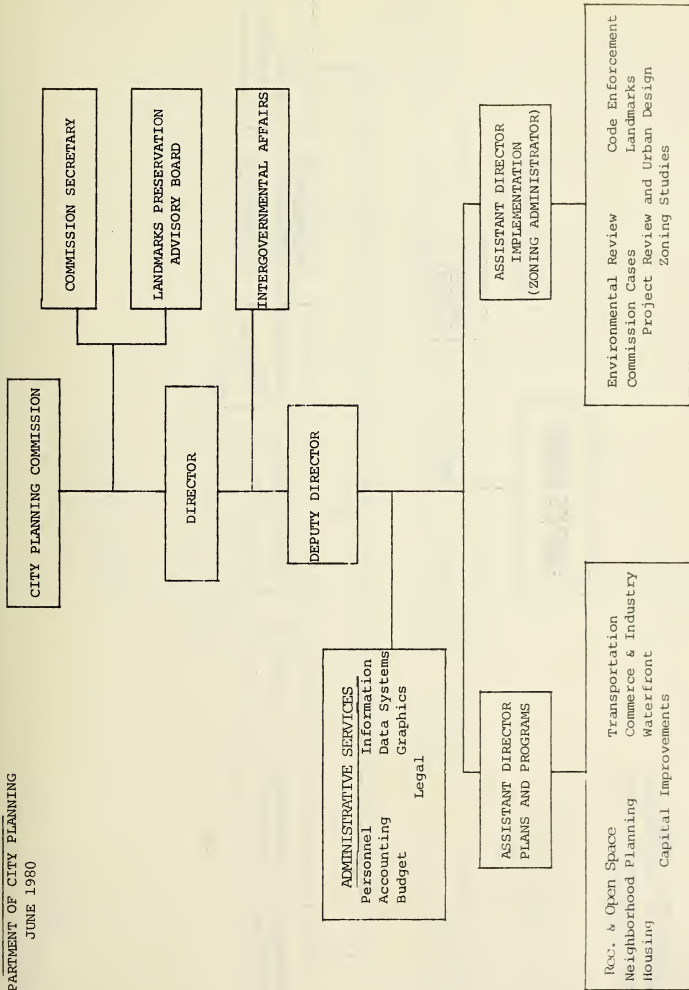 PARTMENT OF CITY PLANNING
JUNE 1980
CITY PLANNING COMMISSION
COMMISSION SECRETARY
LANDMARKS PRESERVATION
ADVISORY BOARD
DIRECTOR
INTERGOVERNMENTAL AFFAIRS
DEPUTY DIRECTOR
ADMINISTRATIVE SERVICES
Personnel Information
Accounting Data Systems
Budget Graphics
Legal
ASSISTANT DIRECTOR
PLANS AND PROGRAMS
ASSISTANT DIRECTOR
IMPLEMENTATION
(ZONING ADMINISTRATOR)
Rec. & Open Space Transportation
Neighborhood Planning Commerce & Industry
Housing Waterfront
Capital Improvements
Environmental Review Code Enforcement
Commission Cases Landmarks
Project Review and Urban Design
Zoning Studies